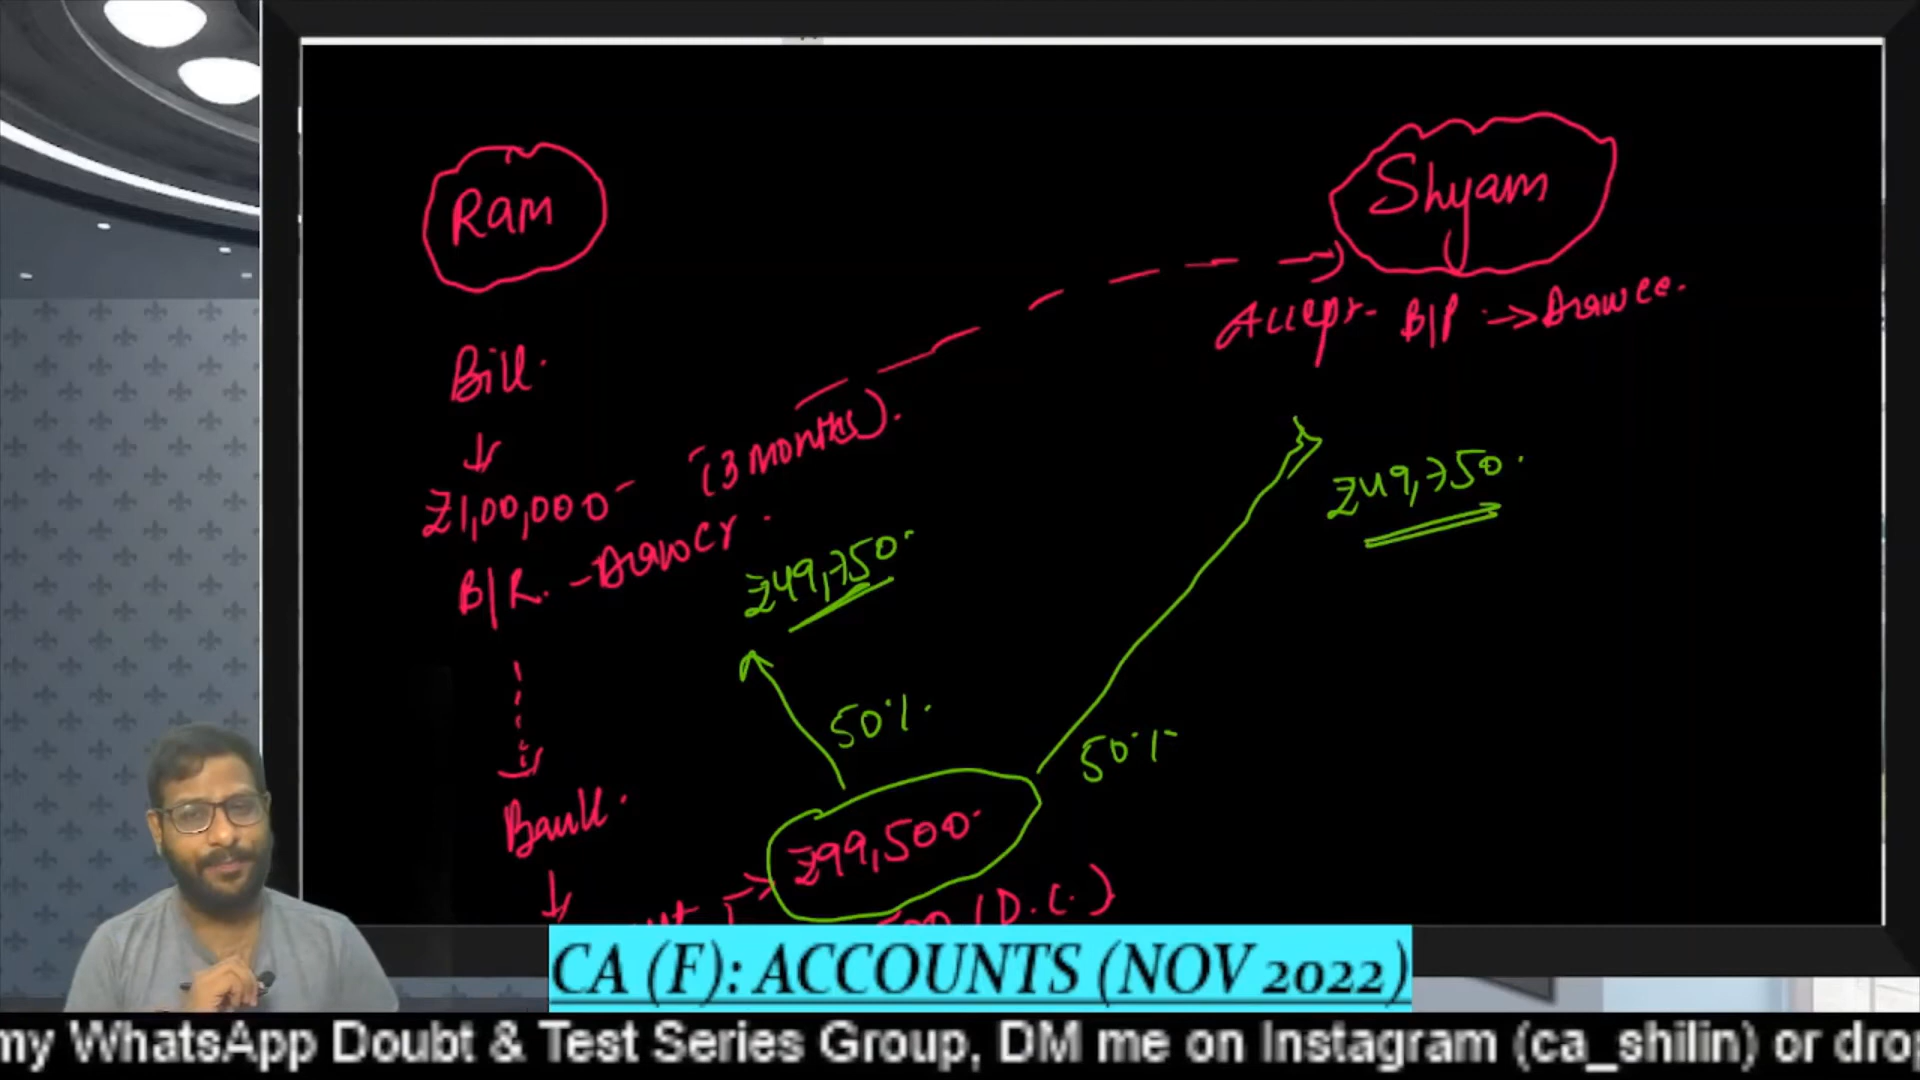 Ram
Shyam
Accept- B/P → Drawee.
Bill.
↓
₹1,00,000 (3 months).
B/R. - Drawer.
₹49,750
₹49,750
50%.
50%
Bank.
↓
₹99,500
(D.C.)
CA (F): ACCOUNTS (NOV 2022)
my WhatsApp Doubt & Test Series Group, DM me on Instagram (ca_shilin) or